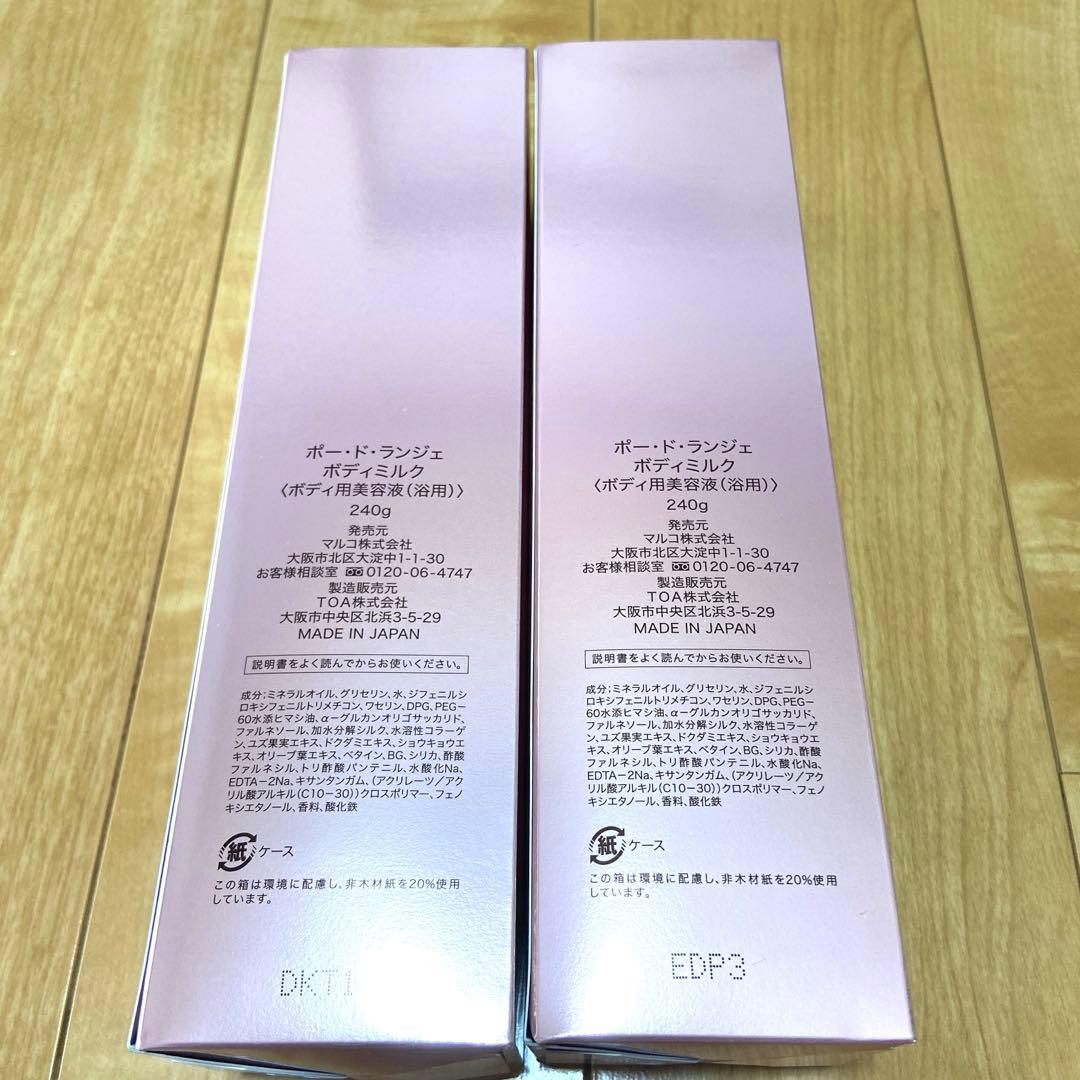 ポー・ド・ランジェ
ボディミルク
〈ボディ用美容液(浴用)〉
240g
発売元
マルコ株式会社
大阪市北区大淀中1-1-30
お客様相談室 0120-06-4747
製造販売元
TOA株式会社
大阪市中央区北浜3-5-29
MADE IN JAPAN
説明書をよく読んでからお使いください。
成分;ミネラルオイル、グリセリン、水、ジフェニルシ
ロキシフェニルトリメチコン、ワセリン、DPG、PEG-
60水添ヒマシ油、α-グルカンオリゴサッカリド、
ファルネソール、加水分解シルク、水溶性コラーゲ
ン、ユズ果実エキス、ドクダミエキス、ショウキョウエ
キス、オリーブ葉エキス、ベタイン、BG、シリカ、酢酸
ファルネシル、トリ酢酸パンテニル、水酸化Na、
EDTA-2Na、キサンタンガム、(アクリレーツ/アク
リル酸アルキル(C10-30))クロスポリマー、フェノ
キシエタノール、香料、酸化鉄
紙 ケース
この箱は環境に配慮し、非木材紙を20%使用
しています。
DKT1
ポー・ド・ランジェ
ボディミルク
〈ボディ用美容液(浴用)〉
240g
発売元
マルコ株式会社
大阪市北区大淀中1-1-30
お客様相談室 0120-06-4747
製造販売元
TOA株式会社
大阪市中央区北浜3-5-29
MADE IN JAPAN
説明書をよく読んでからお使いください。
成分;ミネラルオイル、グリセリン、水、ジフェニルシ
ロキシフェニルトリメチコン、ワセリン、DPG、PEG-
60水添ヒマシ油、α-グルカンオリゴサッカリド、
ファルネソール、加水分解シルク、水溶性コラーゲ
ン、ユズ果実エキス、ドクダミエキス、ショウキョウエ
キス、オリーブ葉エキス、ベタイン、BG、シリカ、酢酸
ファルネシル、トリ酢酸パンテニル、水酸化Na、
EDTA-2Na、キサンタンガム、(アクリレーツ/アク
リル酸アルキル(C10-30))クロスポリマー、フェノ
キシエタノール、香料、酸化鉄
紙 ケース
この箱は環境に配慮し、非木材紙を20%使用
しています。
EDP3